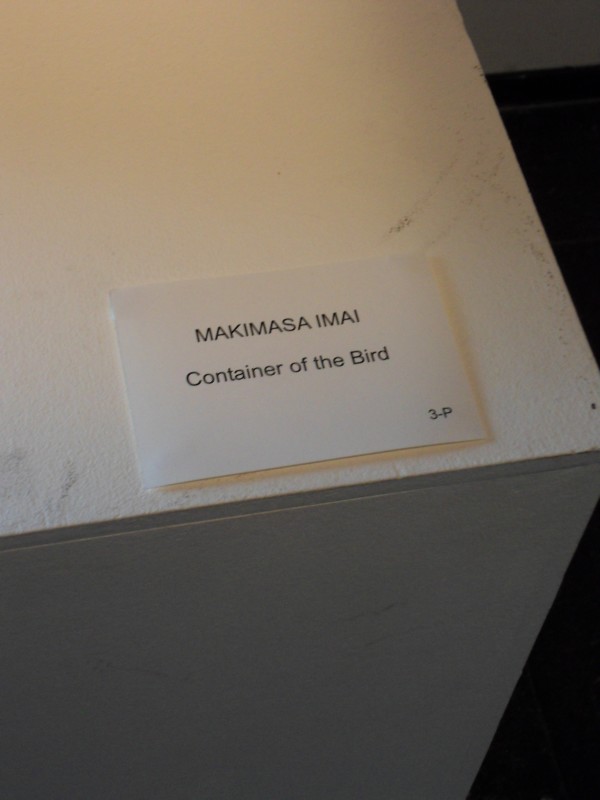 MAKIMASA IMAI
Container of the Bird
3-P